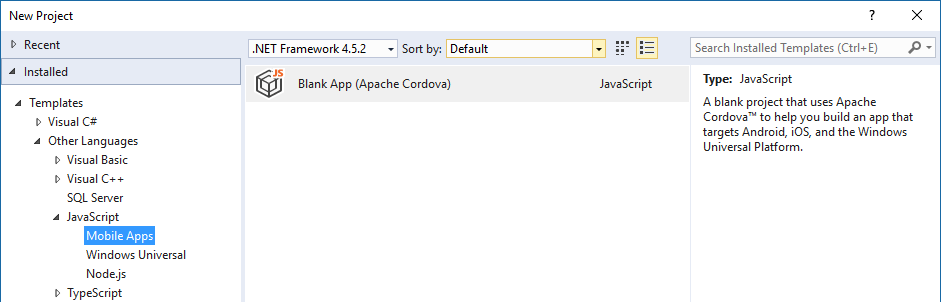 New Project
?
Recent
.NET Framework 4.5.2 Sort by: Default
Search Installed Templates (Ctrl+E)
Installed
Templates
Visual C#
Other Languages
Visual Basic
Visual C++
SQL Server
JavaScript
Mobile Apps
Windows Universal
Node.js
TypeScript
JS
Blank App (Apache Cordova) JavaScript
Type: JavaScript
A blank project that uses Apache
Cordova™ to help you build an app that
targets Android, iOS, and the Windows
Universal Platform.